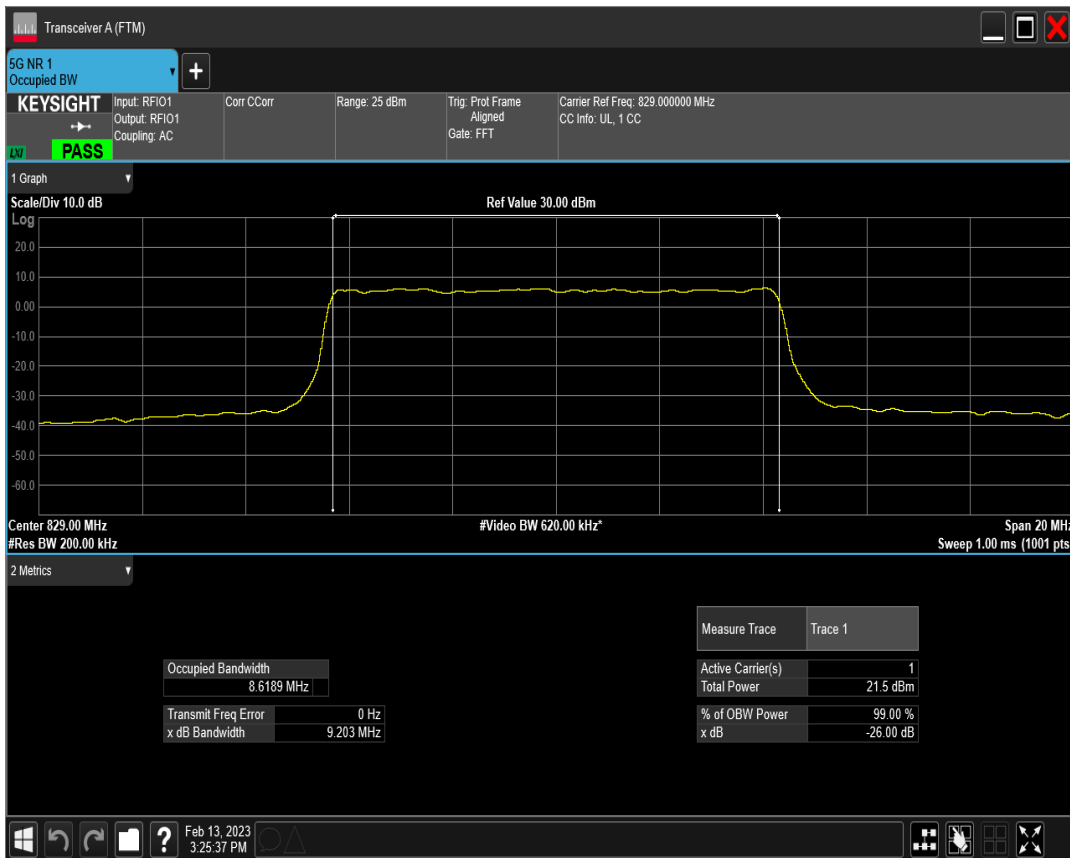 Transceiver A (FTM)
5G NR 1
Occupied BW
+
KEYSIGHT
LXI
PASS
Input: RFIO1
Output: RFIO1
Coupling: AC
Corr CCorr
Range: 25 dBm
Trig: Prot Frame
Aligned
Gate: FFT
Carrier Ref Freq: 829.000000 MHz
CC Info: UL, 1 CC
1 Graph
Scale/Div 10.0 dB
Ref Value 30.00 dBm
Log
20.0
10.0
0.00
-10.0
-20.0
-30.0
-40.0
-50.0
-60.0
Center 829.00 MHz
#Video BW 620.00 kHz*
Span 20 MHz
#Res BW 200.00 kHz
Sweep 1.00 ms (1001 pts
2 Metrics
Measure Trace Trace 1
Occupied Bandwidth
8.6189 MHz
Active Carrier(s) 1
Total Power 21.5 dBm
Transmit Freq Error 0 Hz
x dB Bandwidth 9.203 MHz
% of OBW Power 99.00 %
x dB -26.00 dB
?
Feb 13, 2023
3:25:37 PM